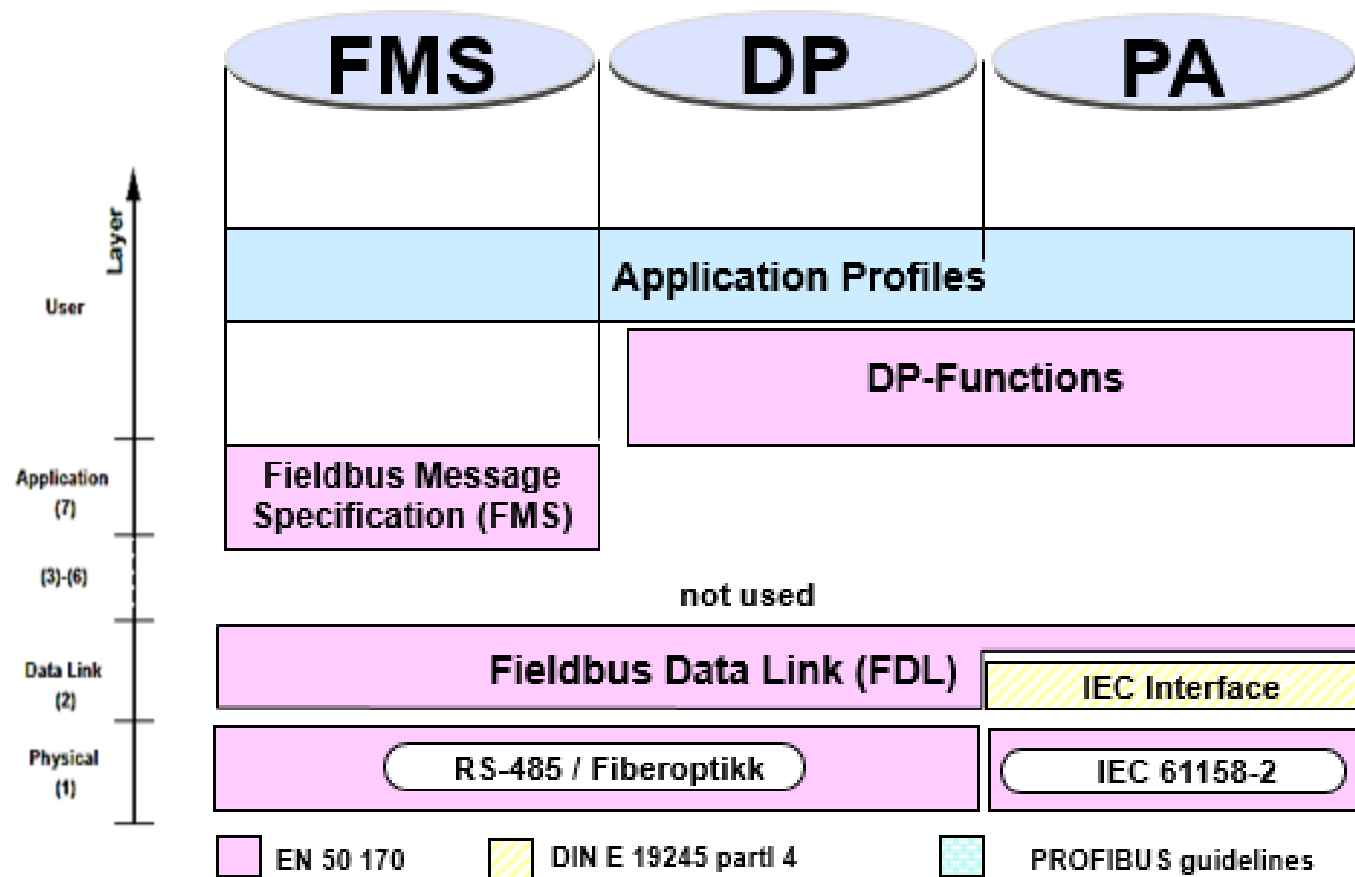 FMS DP PA
Layer
User
Application Profiles
DP-Functions
Application
(7)
Fieldbus Message
Specification (FMS)
(3)-(6)
not used
Data Link
(2)
Fieldbus Data Link (FDL)
IEC Interface
Physical
(1)
RS-485 / Fiberoptikk
IEC 61158-2
EN 50 170
DIN E 19245 partl 4
PROFIBUS guidelines